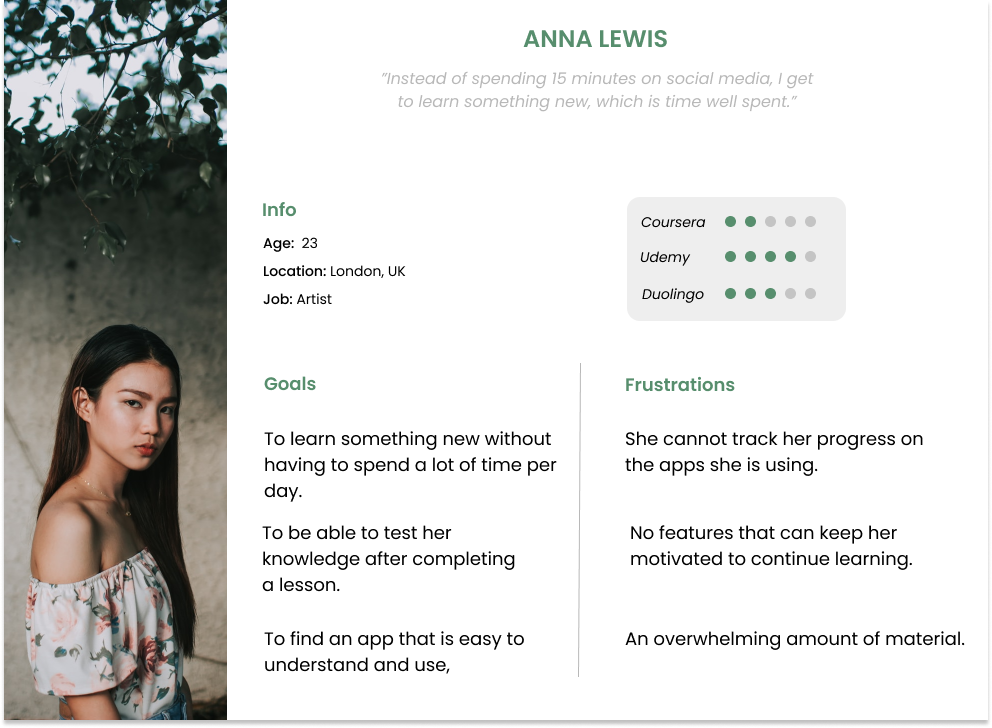 ANNA LEWIS
”Instead of spending 15 minutes on social media, I get
to learn something new, which is time well spent.”
Info
Age: 23
Location: London, UK
Job: Artist
Coursera
Udemy
Duolingo
Goals
To learn something new without
having to spend a lot of time per
day.
To be able to test her
knowledge after completing
a lesson.
To find an app that is easy to
understand and use,
Frustrations
She cannot track her progress on
the apps she is using.
No features that can keep her
motivated to continue learning.
An overwhelming amount of material.